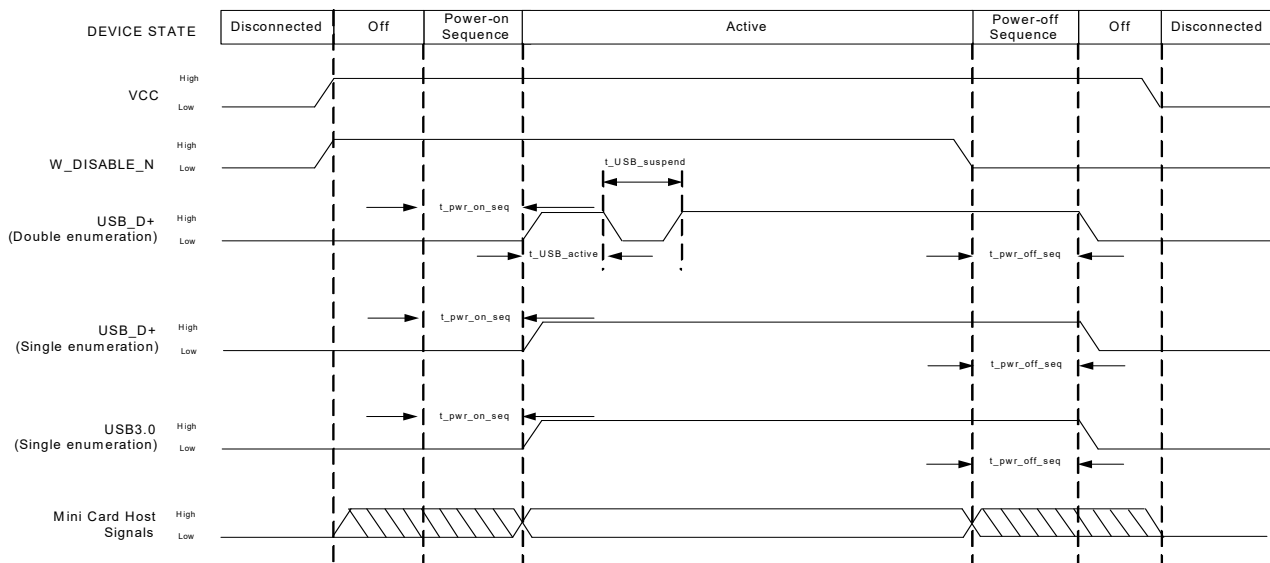 DEVICE STATE
Disconnected
Off
Power-on
Sequence
Active
Power-off
Sequence
Off
Disconnected
VCC
High
Low
W_DISABLE_N
High
Low
t_USB_suspend
USB_D+
(Double enumeration)
High
Low
t_pwr_on_seq
t_USB_active
t_pwr_off_seq
USB_D+
(Single enumeration)
High
Low
t_pwr_on_seq
t_pwr_off_seq
USB3.0
(Single enumeration)
High
Low
t_pwr_on_seq
t_pwr_off_seq
Mini Card Host
Signals
High
Low